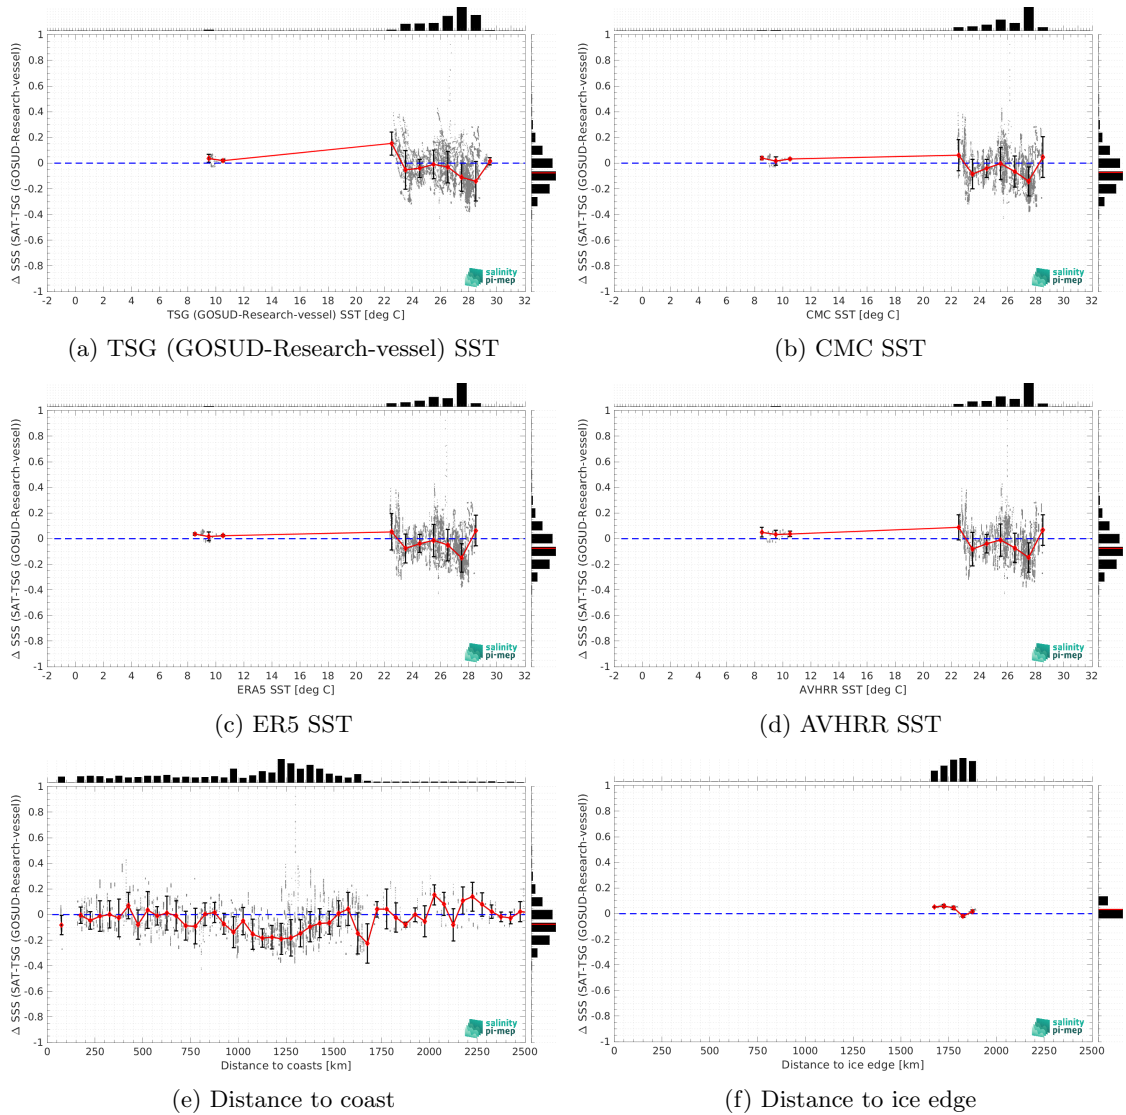 1
0.8
0.6
0.4
0.2
0
-0.2
-0.4
-0.6
-0.8
-1
Δ SSS (SAT-TSG (GOSUD-Research-vessel))
salinity
pi-mep
-2 0 2 4 6 8 10 12 14 16 18 20 22 24 26 28 30 32
TSG (GOSUD-Research-vessel) SST [deg C]
(a) TSG (GOSUD-Research-vessel) SST
1
0.8
0.6
0.4
0.2
0
-0.2
-0.4
-0.6
-0.8
-1
Δ SSS (SAT-TSG (GOSUD-Research-vessel))
salinity
pi-mep
-2 0 2 4 6 8 10 12 14 16 18 20 22 24 26 28 30 32
CMC SST [deg C]
(b) CMC SST
1
0.8
0.6
0.4
0.2
0
-0.2
-0.4
-0.6
-0.8
-1
Δ SSS (SAT-TSG (GOSUD-Research-vessel))
salinity
pi-mep
-2 0 2 4 6 8 10 12 14 16 18 20 22 24 26 28 30 32
ERA5 SST [deg C]
(c) ER5 SST
1
0.8
0.6
0.4
0.2
0
-0.2
-0.4
-0.6
-0.8
-1
Δ SSS (SAT-TSG (GOSUD-Research-vessel))
salinity
pi-mep
-2 0 2 4 6 8 10 12 14 16 18 20 22 24 26 28 30 32
AVHRR SST [deg C]
(d) AVHRR SST
1
0.8
0.6
0.4
0.2
0
-0.2
-0.4
-0.6
-0.8
-1
Δ SSS (SAT-TSG (GOSUD-Research-vessel))
salinity
pi-mep
0 250 500 750 1000 1250 1500 1750 2000 2250 2500
Distance to coasts [km]
(e) Distance to coast
1
0.8
0.6
0.4
0.2
0
-0.2
-0.4
-0.6
-0.8
-1
Δ SSS (SAT-TSG (GOSUD-Research-vessel))
salinity
pi-mep
0 250 500 750 1000 1250 1500 1750 2000 2250 2500
Distance to ice edge [km]
(f) Distance to ice edge